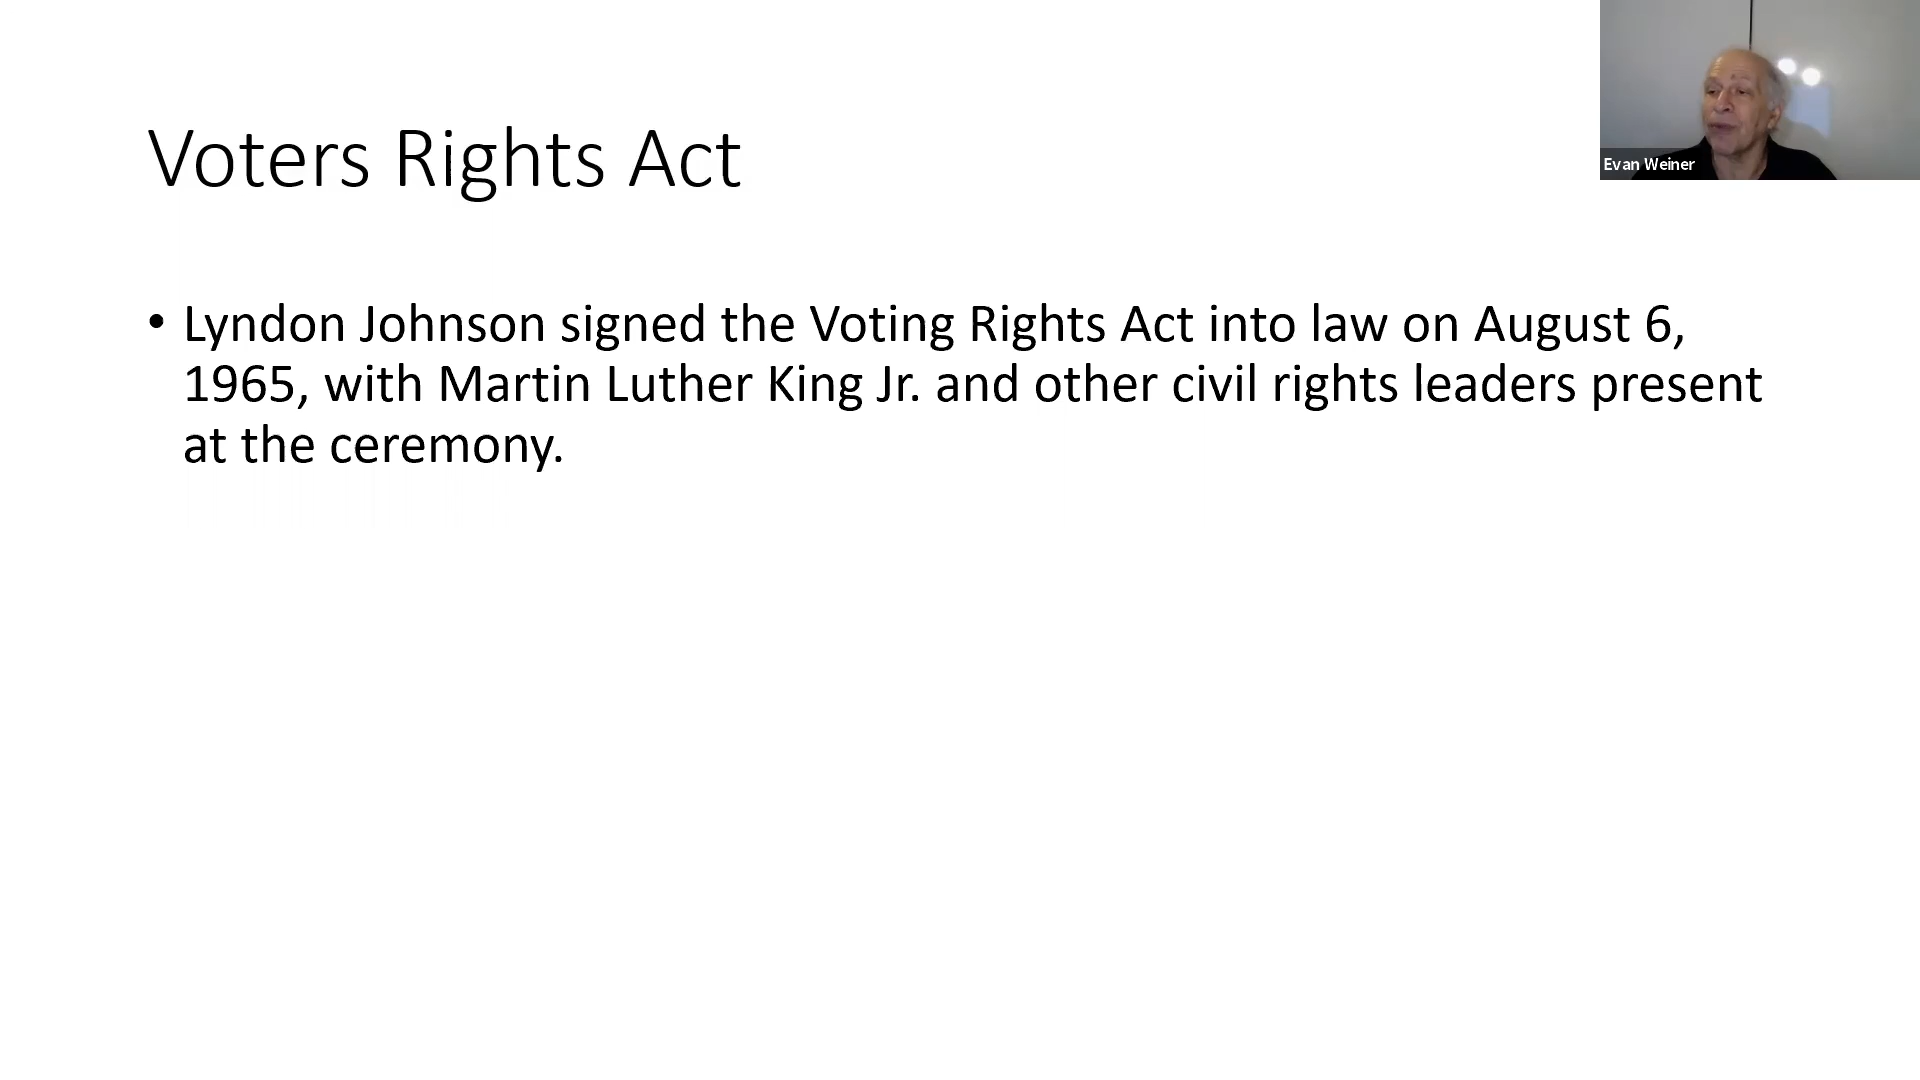 Voters Rights Act
Evan Weiner
• Lyndon Johnson signed the Voting Rights Act into law on August 6,
1965, with Martin Luther King Jr. and other civil rights leaders present
at the ceremony.